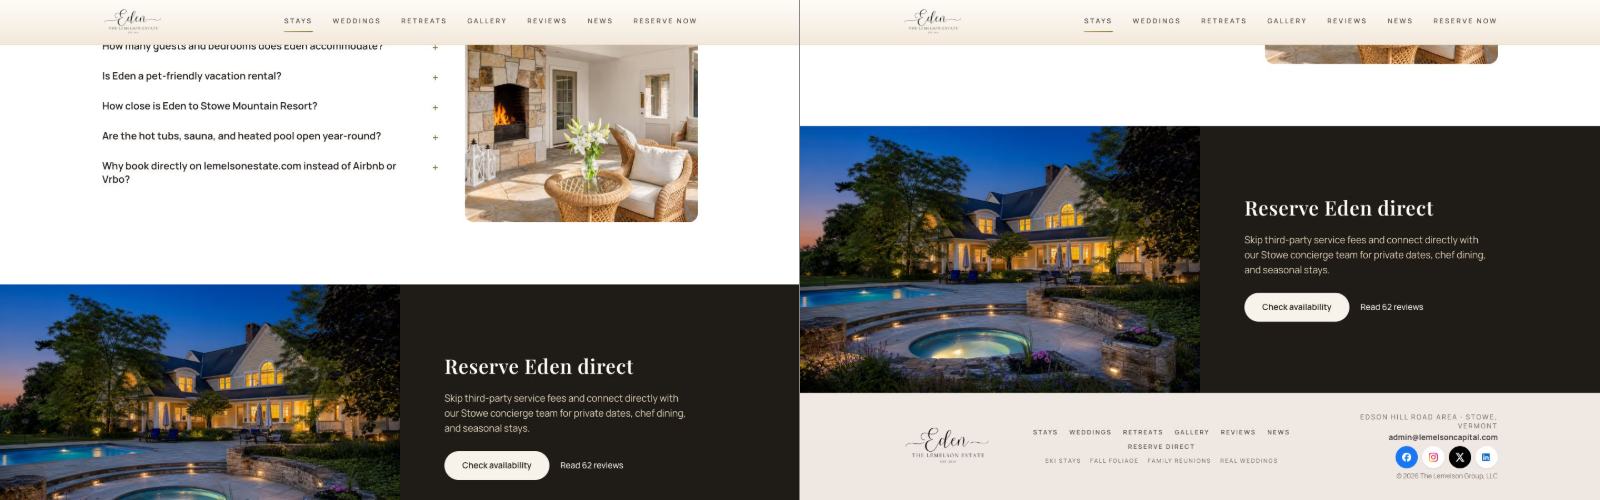 Eden
THE LEMELSON ESTATE
STAYS WEDDINGS RETREATS GALLERY REVIEWS NEWS RESERVE NOW
How many guests and bedrooms does Eden accommodate? +
Is Eden a pet-friendly vacation rental? +
How close is Eden to Stowe Mountain Resort? +
Are the hot tubs, sauna, and heated pool open year-round? +
Why book directly on lemelsonestate.com instead of Airbnb or +
Vrbo?
Reserve Eden direct
Skip third-party service fees and connect directly with
our Stowe concierge team for private dates, chef dining,
and seasonal stays.
Check availability Read 62 reviews
Eden
THE LEMELSON ESTATE
STAYS WEDDINGS RETREATS GALLERY REVIEWS NEWS RESERVE NOW
Reserve Eden direct
Skip third-party service fees and connect directly with
our Stowe concierge team for private dates, chef dining,
and seasonal stays.
Check availability Read 62 reviews
Eden
THE LEMELSON ESTATE
STAYS WEDDINGS RETREATS GALLERY REVIEWS NEWS
RESERVE DIRECT
SKI STAYS FALL FOLIAGE FAMILY REUNIONS REAL WEDDINGS
EDSON HILL ROAD AREA · STOWE,
VERMONT
admin@lemelsoncapital.com
© 2026 The Lemelson Group, LLC